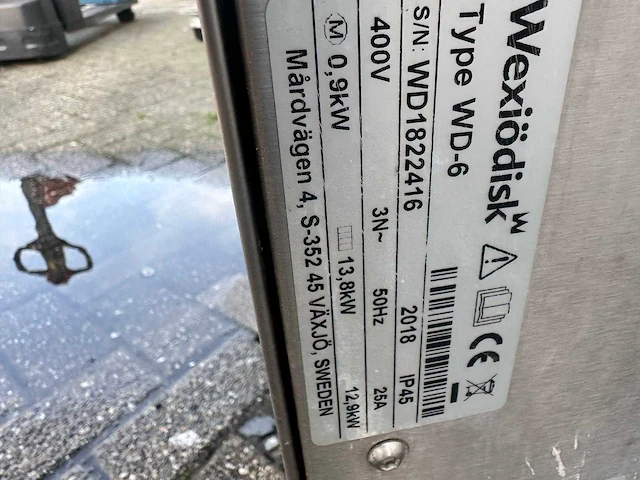 Wexiödisk W
Type WD-6
S/N: WD1822416 2018 IP45
400V 3N~ 50Hz 25A
M 0,9kW 13,8kW 12,9kW
Mårdvägen 4, S-352 45 VÄXJÖ, SWEDEN
CE